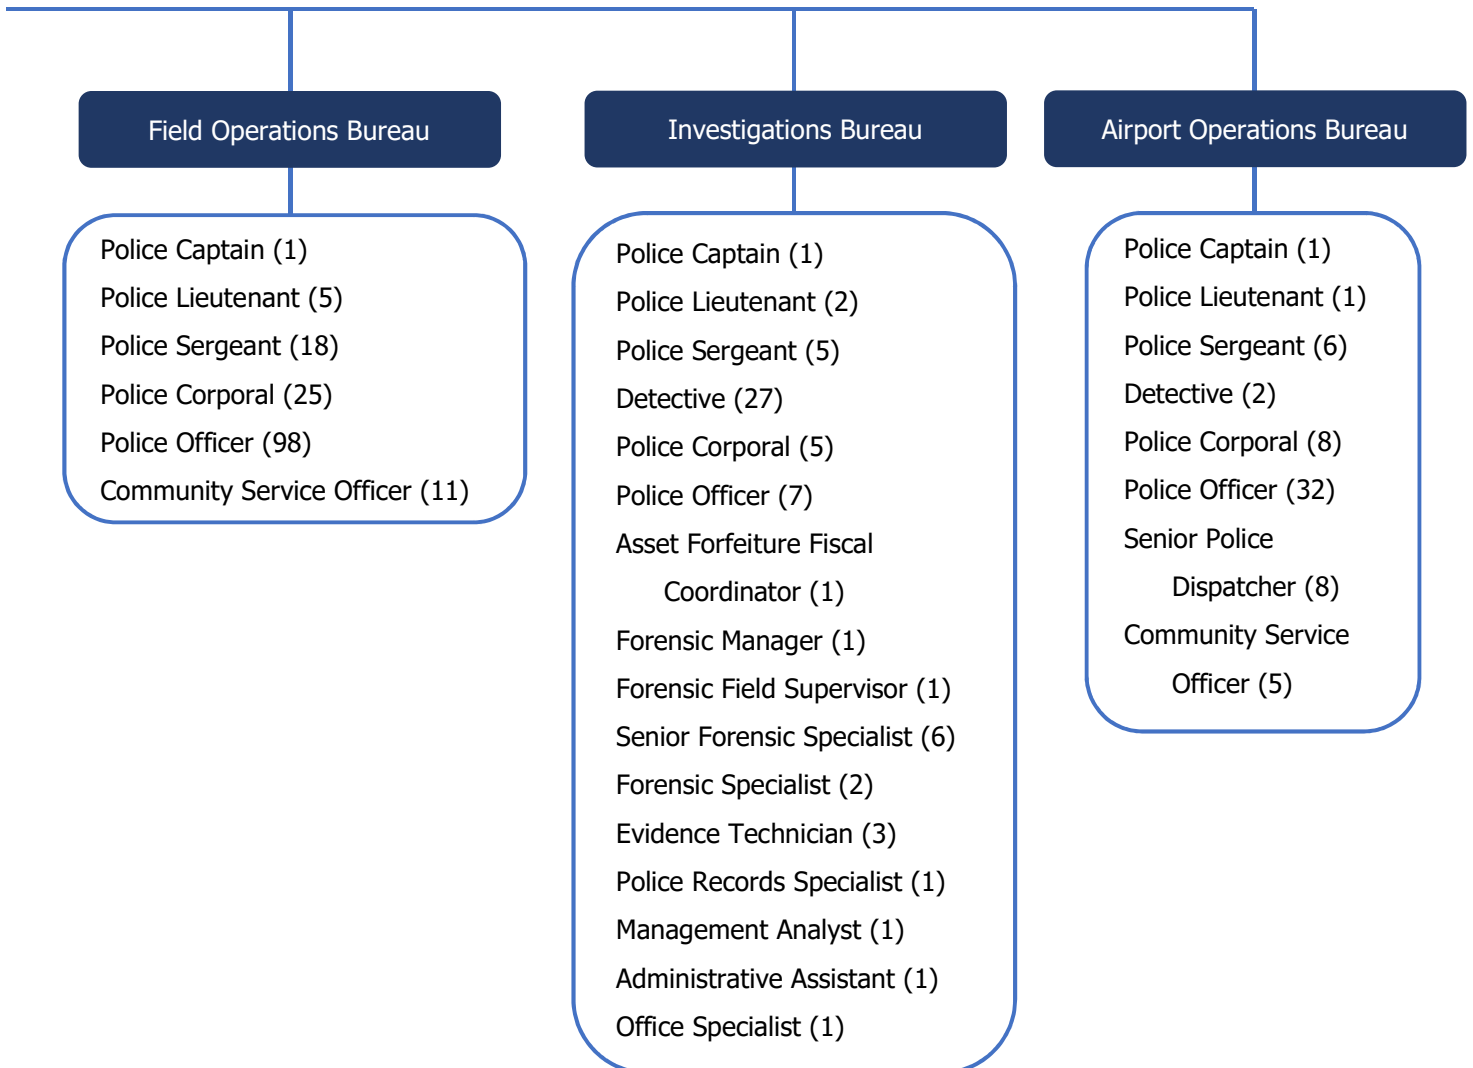 Field Operations Bureau
Police Captain (1)
Police Lieutenant (5)
Police Sergeant (18)
Police Corporal (25)
Police Officer (98)
Community Service Officer (11)
Investigations Bureau
Police Captain (1)
Police Lieutenant (2)
Police Sergeant (5)
Detective (27)
Police Corporal (5)
Police Officer (7)
Asset Forfeiture Fiscal
Coordinator (1)
Forensic Manager (1)
Forensic Field Supervisor (1)
Senior Forensic Specialist (6)
Forensic Specialist (2)
Evidence Technician (3)
Police Records Specialist (1)
Management Analyst (1)
Administrative Assistant (1)
Office Specialist (1)
Airport Operations Bureau
Police Captain (1)
Police Lieutenant (1)
Police Sergeant (6)
Detective (2)
Police Corporal (8)
Police Officer (32)
Senior Police
Dispatcher (8)
Community Service
Officer (5)